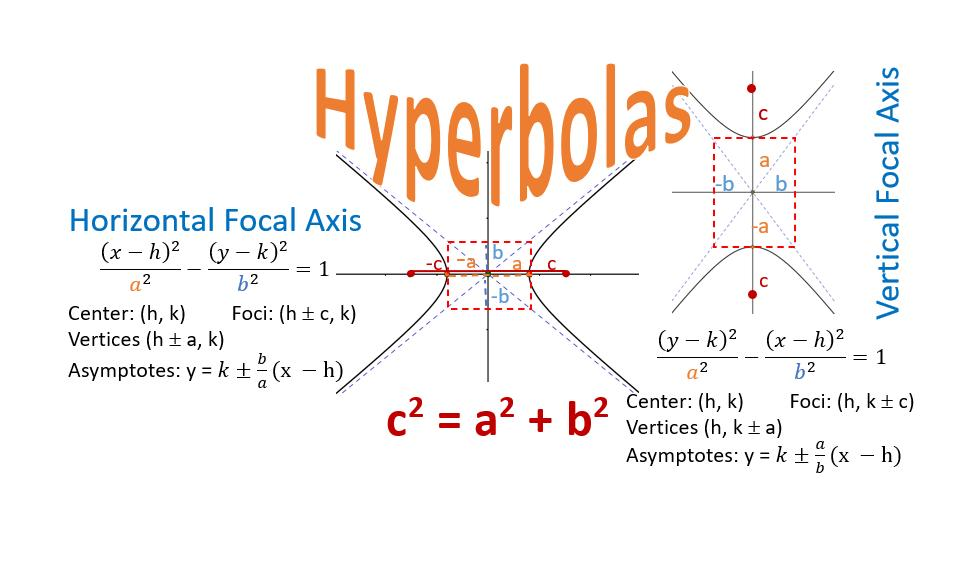 Hyperbolas
Horizontal Focal Axis
(x − h)²/a² − (y − k)²/b² = 1
Center: (h, k) Foci: (h ± c, k)
Vertices (h ± a, k)
Asymptotes: y = k ± b/a (x − h)
b
-c -a a c
-b
c² = a² + b²
c
a
-b b
-a
c
Vertical Focal Axis
(y − k)²/a² − (x − h)²/b² = 1
Center: (h, k) Foci: (h, k ± c)
Vertices (h, k ± a)
Asymptotes: y = k ± a/b (x − h)